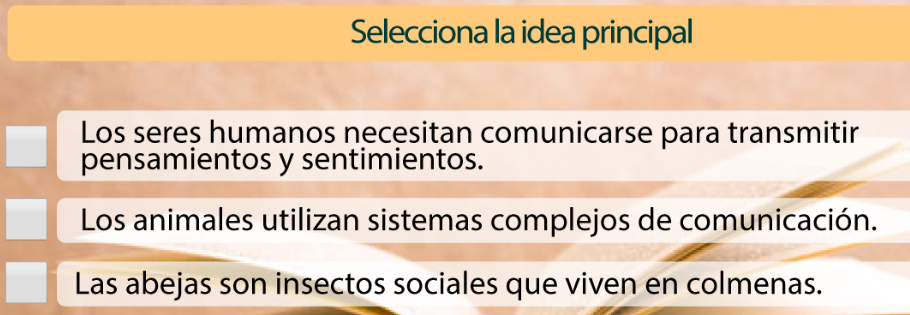 Selecciona la idea principal
Los seres humanos necesitan comunicarse para transmitir
pensamientos y sentimientos.
Los animales utilizan sistemas complejos de comunicación.
Las abejas son insectos sociales que viven en colmenas.